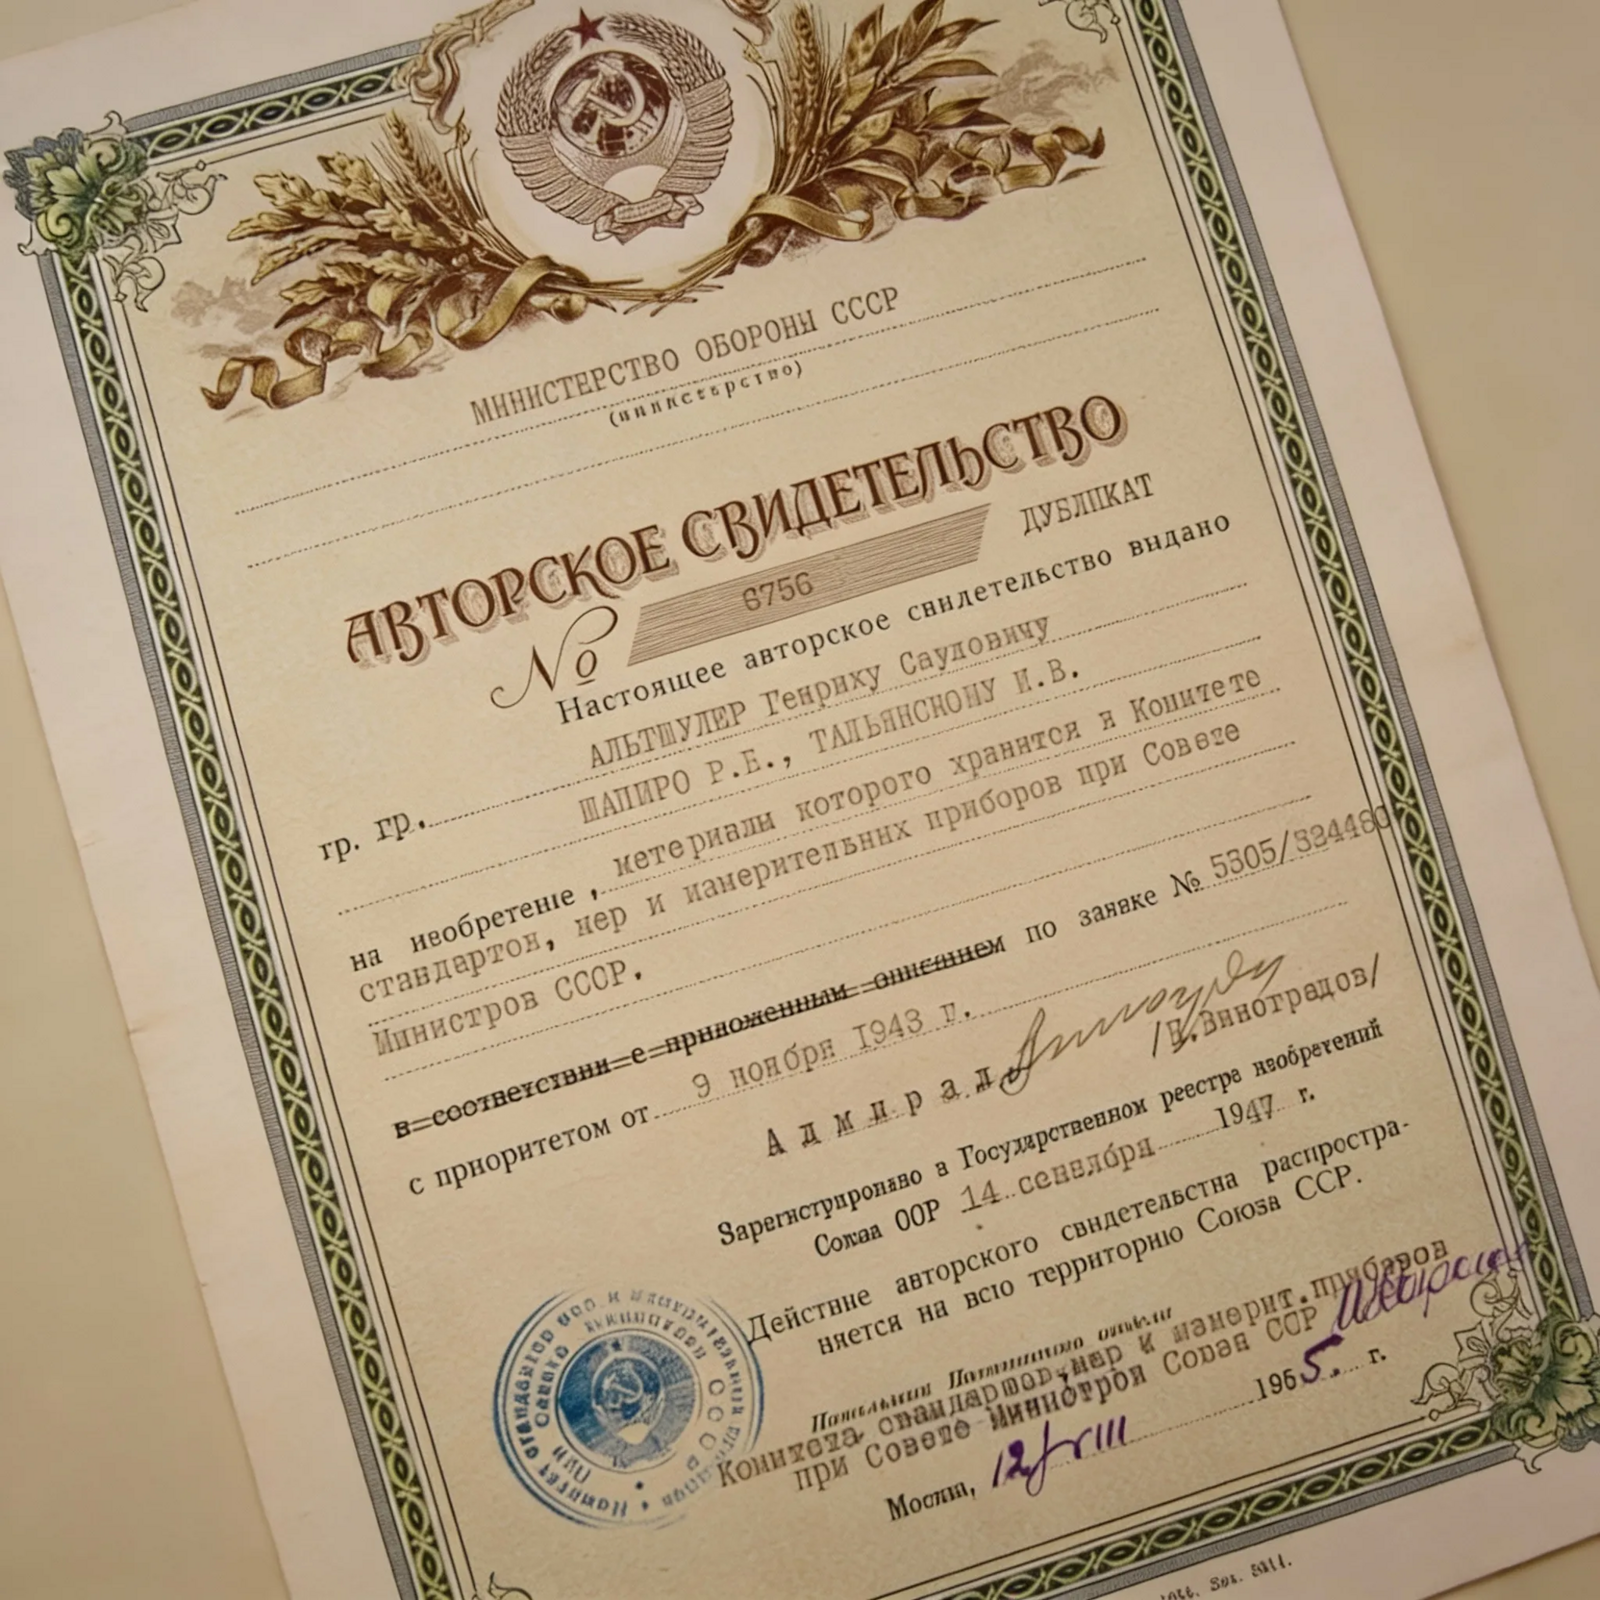 МИНИСТЕРСТВО ОБОРОНЫ СССР
(министерство)
АВТОРСКОЕ СВИДЕТЕЛЬСТВО
№ 6756 ДУБЛИКАТ
Настоящее авторское свидетельство выдано
гр. гр. АЛЬТШУЛЕР Генриху Сауловичу
ШАПИРО Р.Б., ТАЛЬЯНСКОМУ И.В.
на изобретение, материалы которого хранятся в Комитете
стандартов, мер и измерительных приборов при Совете
Министров СССР.
в соответствии с приложенным описанием по заявке № 5305/324480
с приоритетом от 9 ноября 1943 г.
Адмирал /Н.Виноградов/
Зарегистрировано в Государственном реестре изобретений
Союза ССР 14 сентября 1947 г.
Действие авторского свидетельства распростра-
няется на всю территорию Союза ССР.
Комитета стандартов, мер и измерит. приборов
при Совете Министров Союза ССР
Москва, 12/VIII 1965 г.